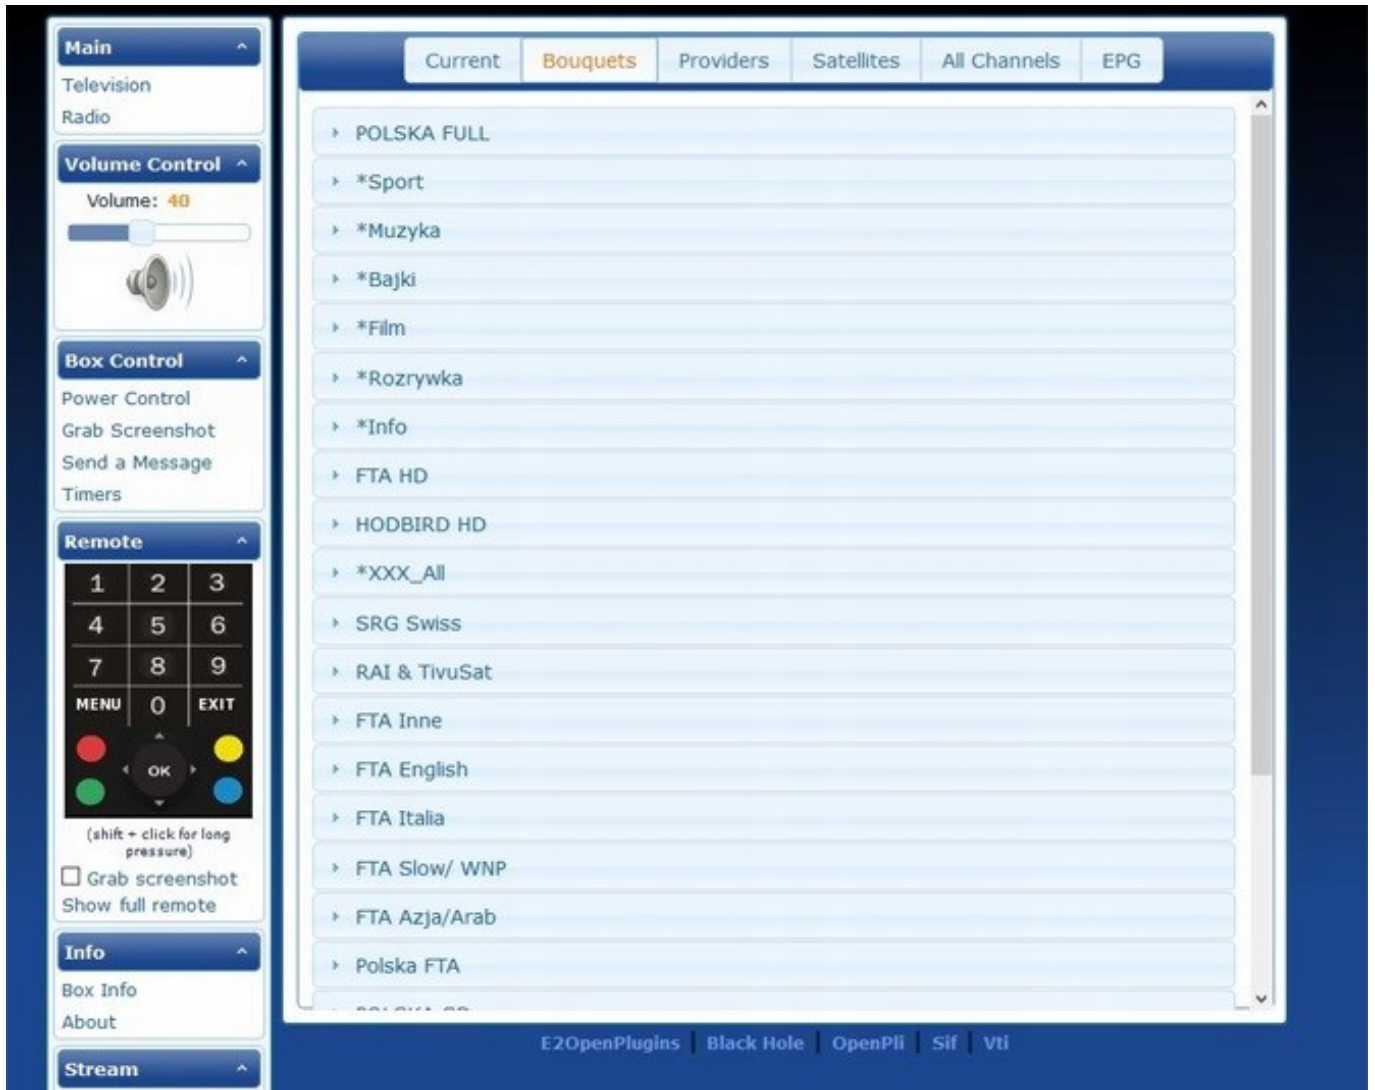 Main
Television
Radio
Volume Control
Volume: 40
Box Control
Power Control
Grab Screenshot
Send a Message
Timers
Remote
1 2 3
4 5 6
7 8 9
MENU 0 EXIT
OK
(shift + click for long
pressure)
Grab screenshot
Show full remote
Info
Box Info
About
Stream
Current Bouquets Providers Satellites All Channels EPG
POLSKA FULL
*Sport
*Muzyka
*Bajki
*Film
*Rozrywka
*Info
FTA HD
HODBIRD HD
*XXX_All
SRG Swiss
RAI & TivuSat
FTA Inne
FTA English
FTA Italia
FTA Slow/ WNP
FTA Azja/Arab
Polska FTA
E2OpenPlugins | Black Hole | OpenPli | Sif | Vti